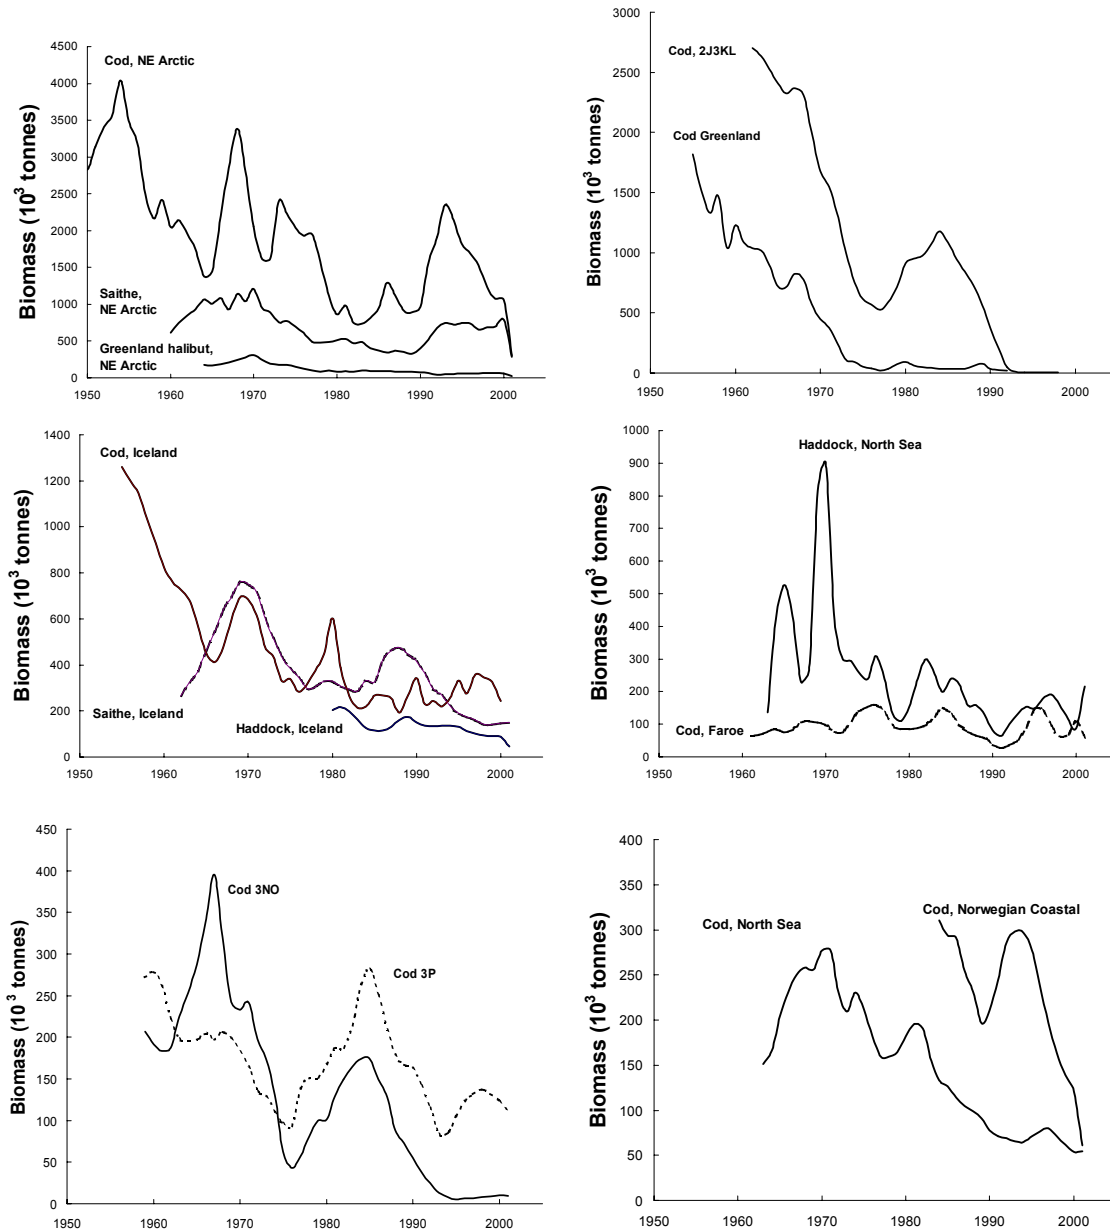 4500
4000
3500
3000
2500
2000
1500
1000
500
0
Biomass (10³ tonnes)
Cod, NE Arctic
Saithe,
NE Arctic
Greenland halibut,
NE Arctic
1950 1960 1970 1980 1990 2000
3000
2500
2000
1500
1000
500
0
Biomass (10³ tonnes)
Cod, 2J3KL
Cod Greenland
1950 1960 1970 1980 1990 2000
1400
1200
1000
800
600
400
200
0
Biomass (10³ tonnes)
Cod, Iceland
Saithe, Iceland
Haddock, Iceland
1950 1960 1970 1980 1990 2000
1000
900
800
700
600
500
400
300
200
100
0
Biomass (10³ tonnes)
Haddock, North Sea
Cod, Faroe
1950 1960 1970 1980 1990 2000
450
400
350
300
250
200
150
100
50
0
Biomass (10³ tonnes)
Cod 3NO
Cod 3P
1950 1960 1970 1980 1990 2000
400
350
300
250
200
150
100
50
0
Biomass (10³ tonnes)
Cod, North Sea
Cod, Norwegian Coastal
1950 1960 1970 1980 1990 2000